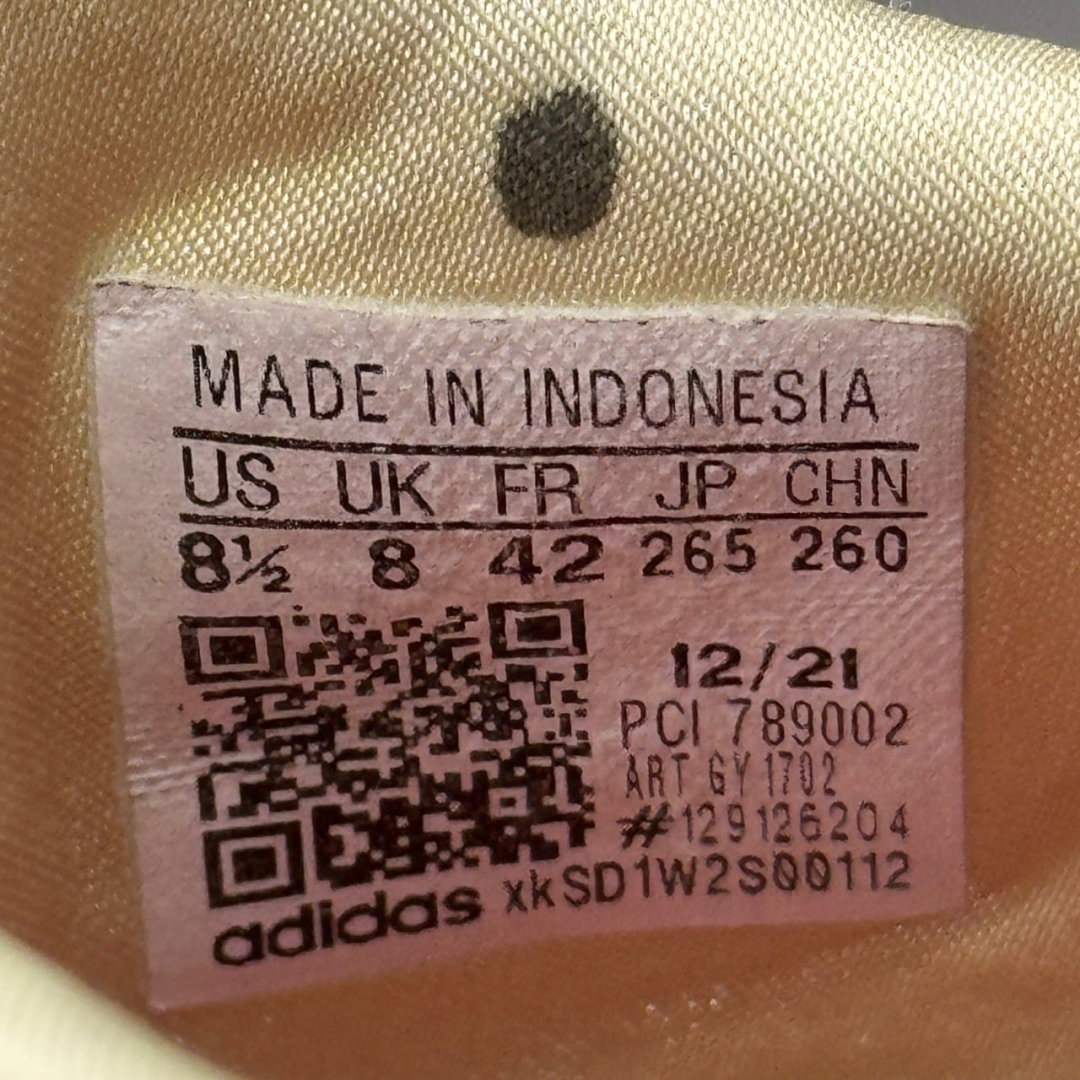 MADE IN INDONESIA
US UK FR JP CHN
8½ 8 42 265 260
12/21
PCI 789002
ART GY1702
#129126204
xkSD1W2S00112
adidas